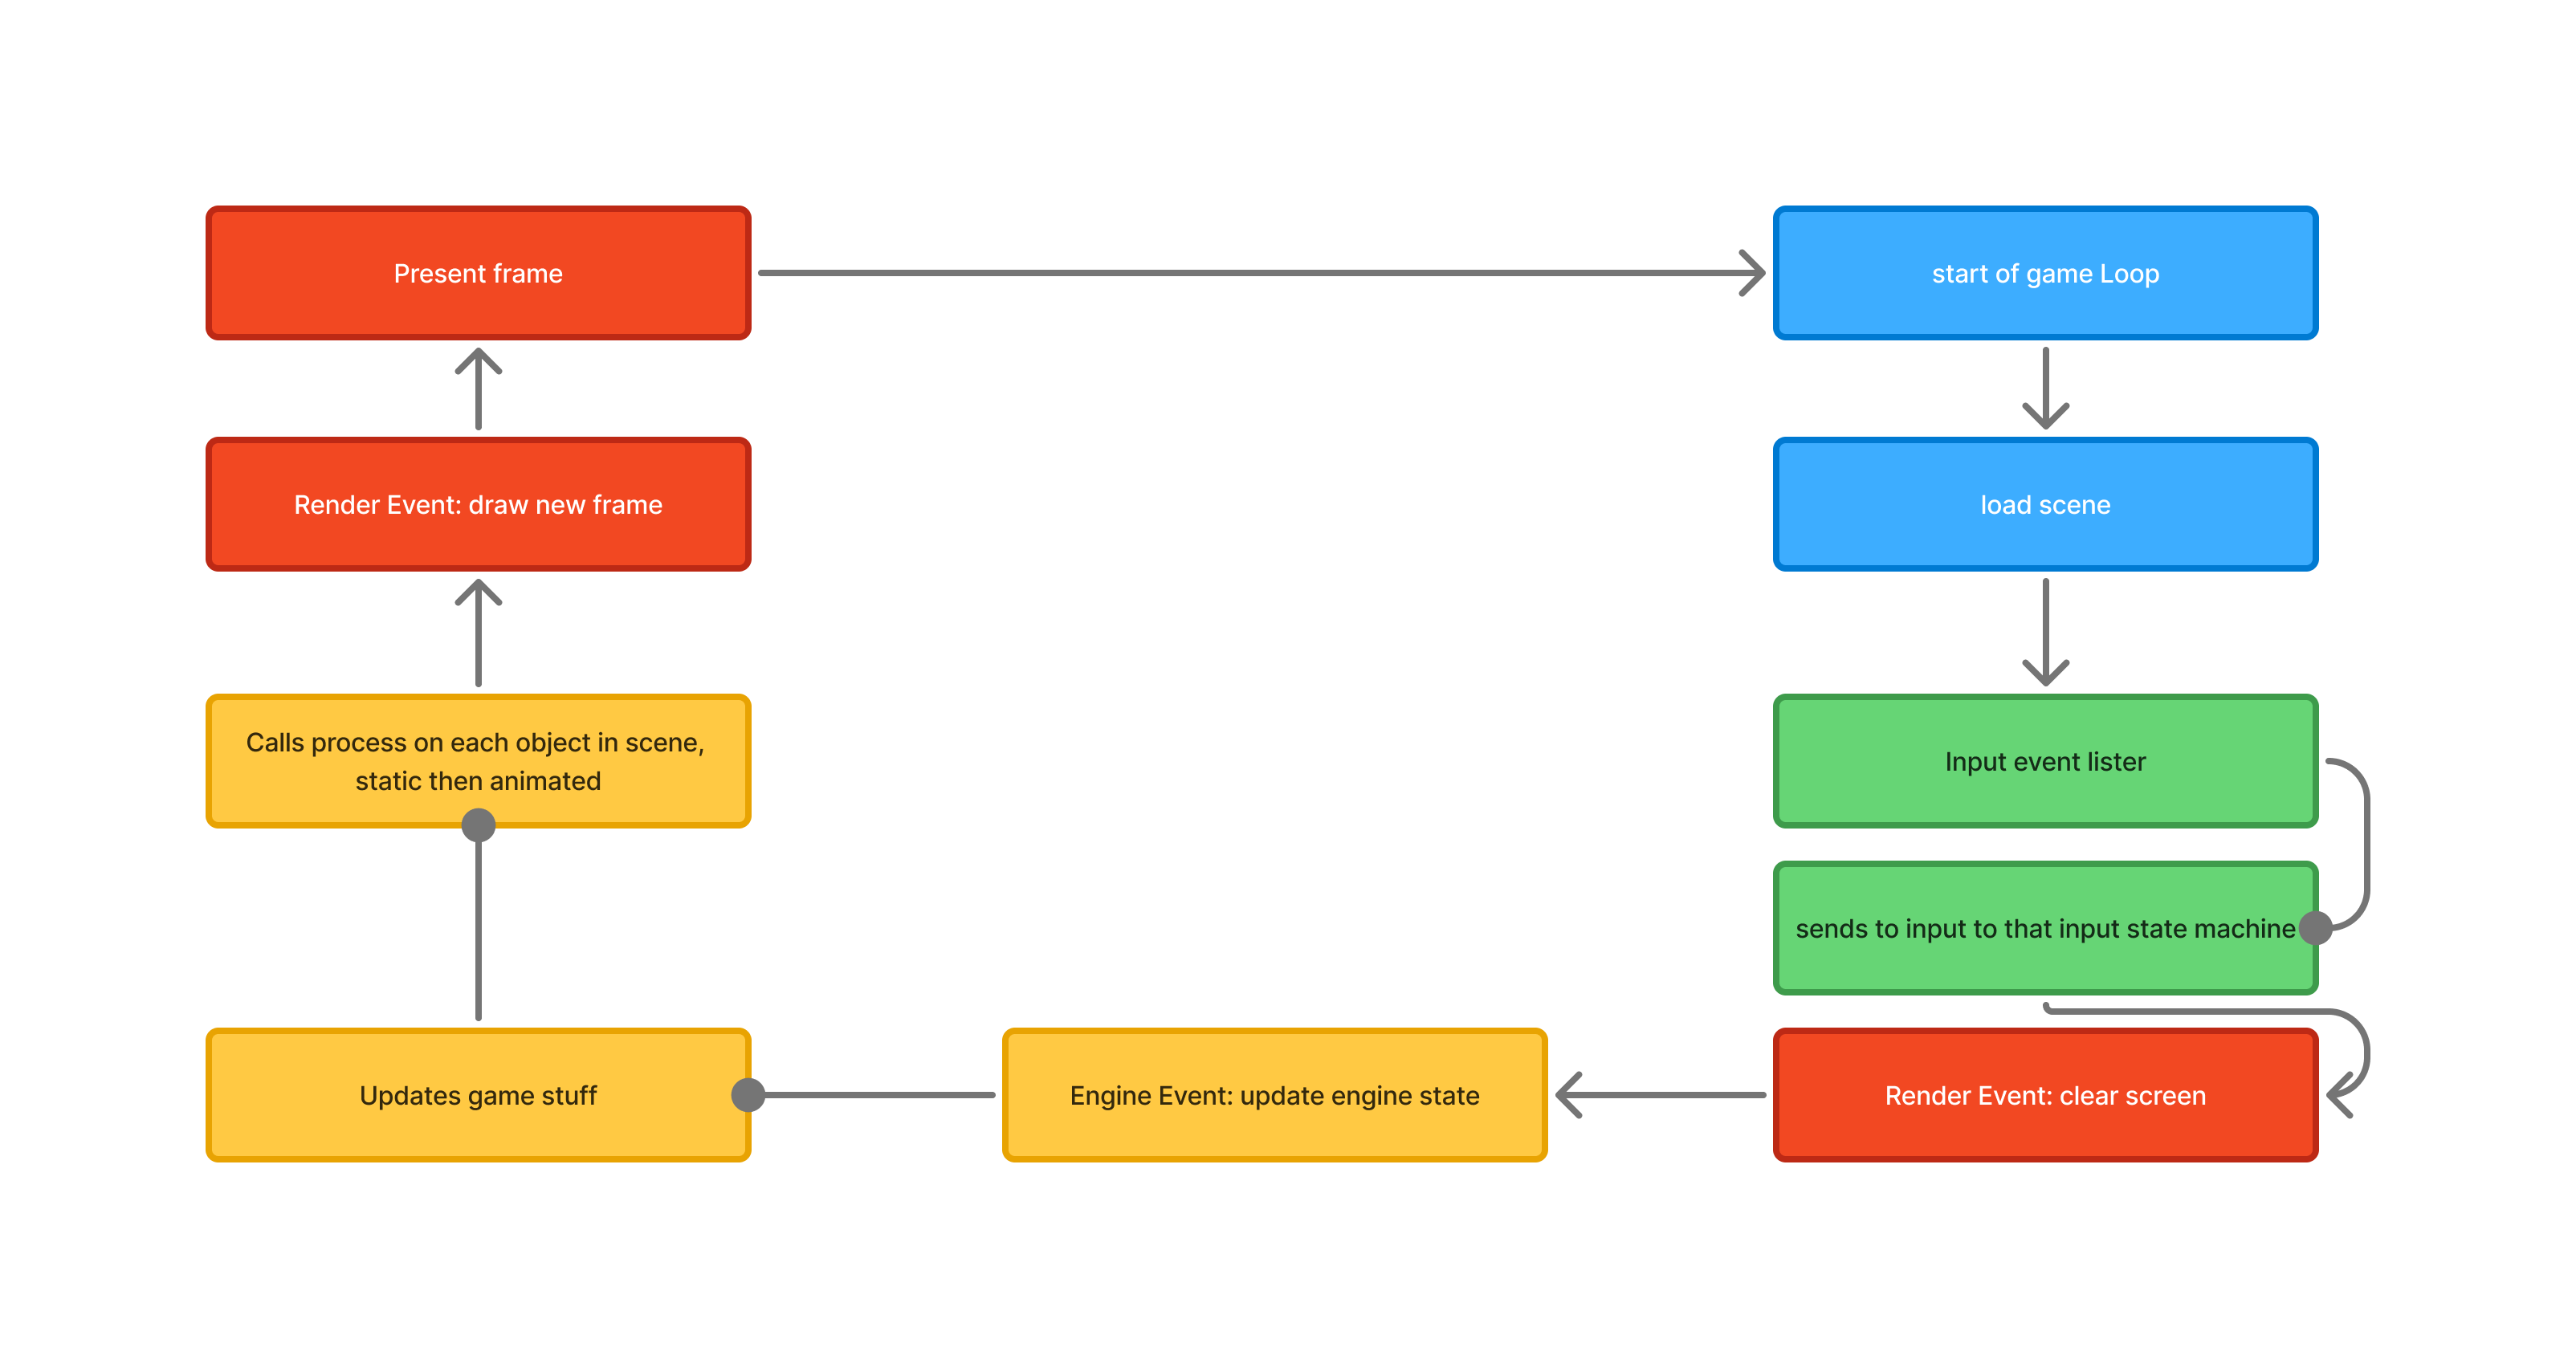 Present frame
start of game Loop
Render Event: draw new frame
load scene
Calls process on each object in scene,
static then animated
Input event lister
sends to input to that input state machine
Updates game stuff
Engine Event: update engine state
Render Event: clear screen